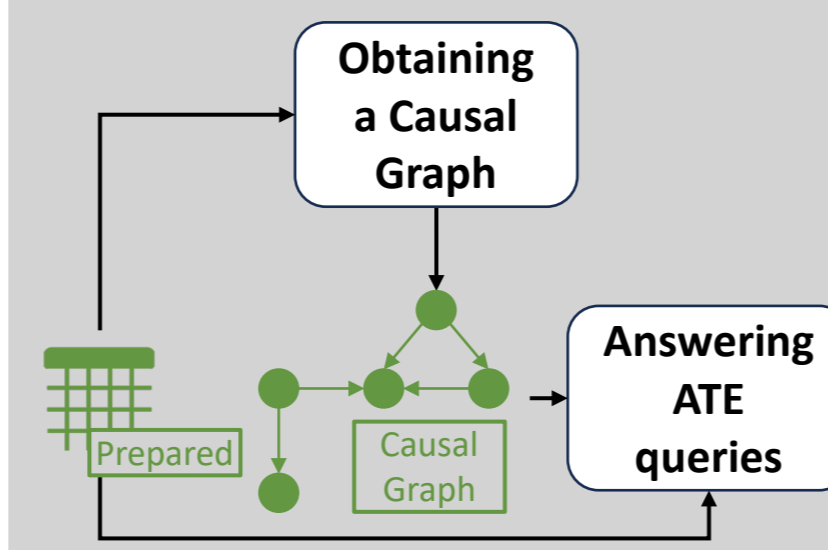 Obtaining
a Causal
Graph
Answering
ATE
queries
Prepared
Causal
Graph